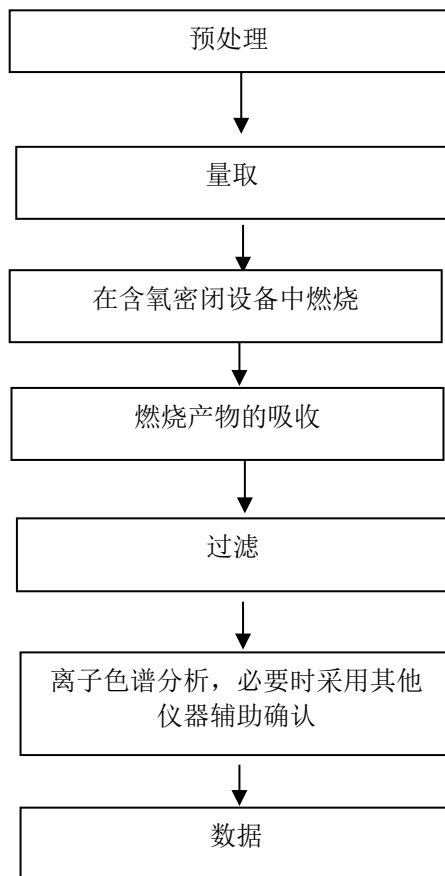 预处理
量取
在含氧密闭设备中燃烧
燃烧产物的吸收
过滤
离子色谱分析，必要时采用其他
仪器辅助确认
数据